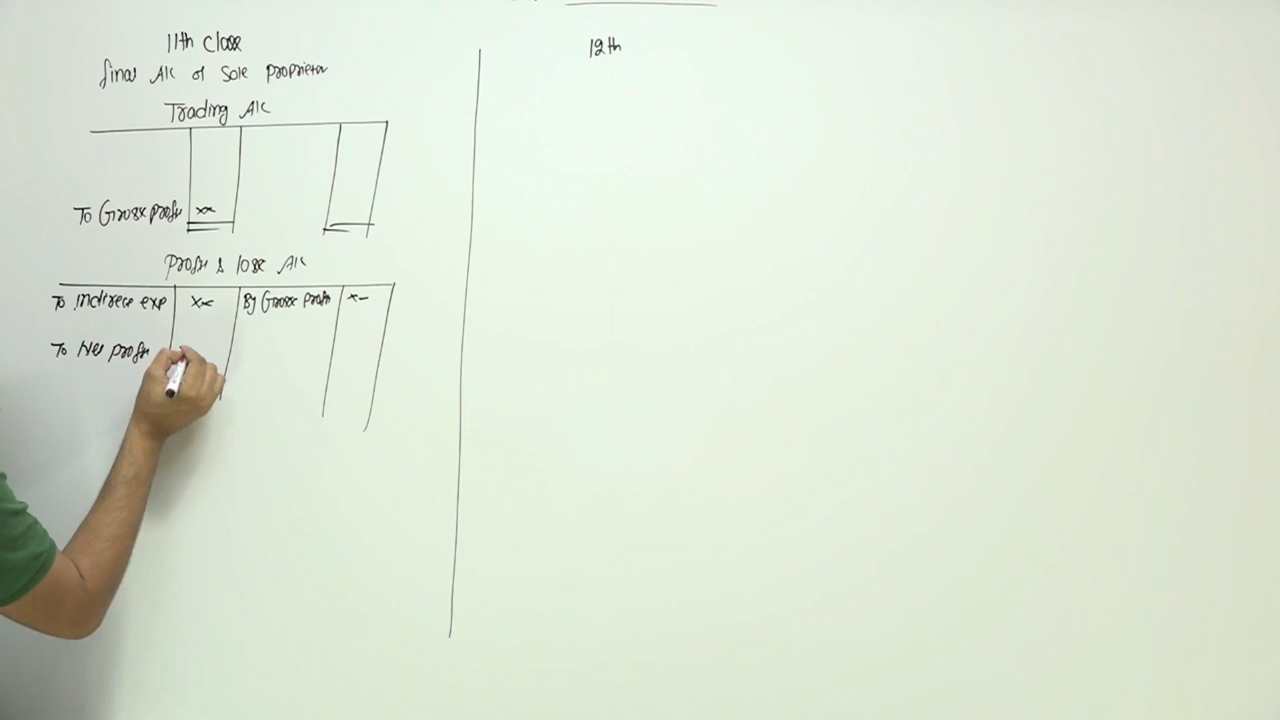 11th Class
final A/c of Sole proprietor
Trading A/c
To Gross profit xx
Profit & loss A/c
To indirect exp xx By Gross profit x-
To Net profit
12th